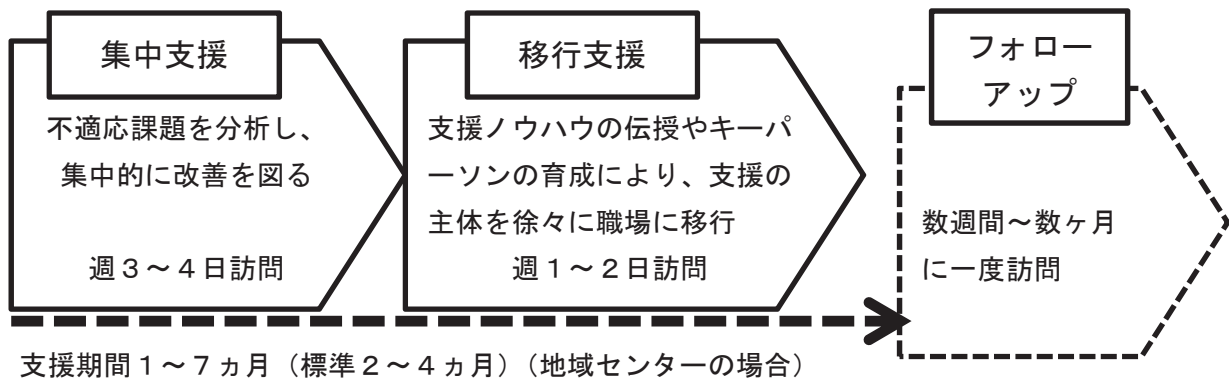 集中支援
不適応課題を分析し、
集中的に改善を図る
週３～４日訪問
移行支援
支援ノウハウの伝授やキーパ
ーソンの育成により、支援の
主体を徐々に職場に移行
週１～２日訪問
フォロー
アップ
数週間～数ヶ月
に一度訪問
支援期間１～７ヵ月（標準２～４ヵ月）（地域センターの場合）